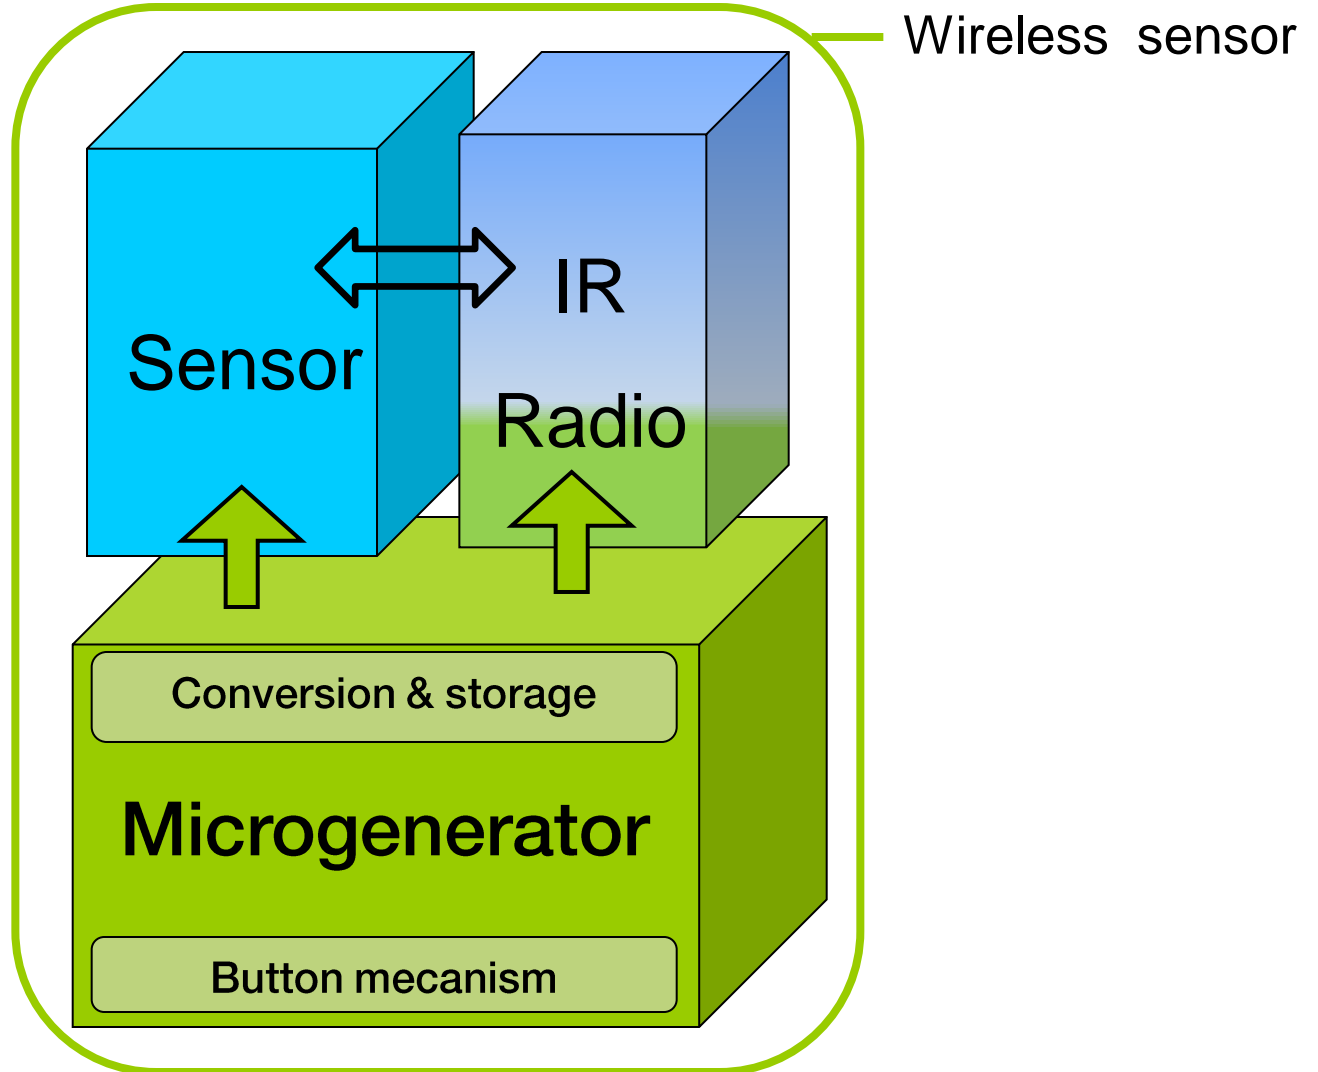 Wireless sensor
IR
Sensor
Radio
Conversion & storage
Microgenerator
Button mecanism